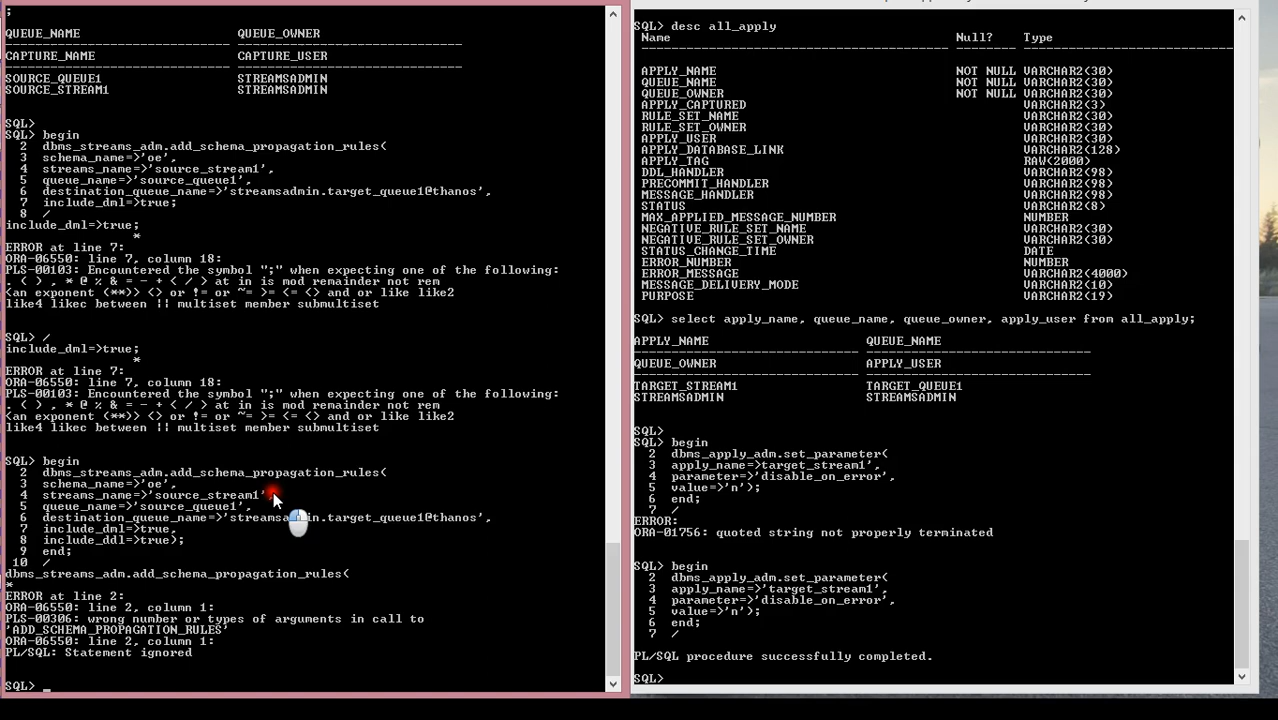 ;
QUEUE_NAME QUEUE_OWNER
CAPTURE_NAME CAPTURE_USER
SOURCE_QUEUE1 STREAMSADMIN
SOURCE_STREAM1 STREAMSADMIN
SQL>
SQL> begin
2 dbms_streams_adm.add_schema_propagation_rules(
3 schema_name=>'oe',
4 streams_name=>'source_stream1',
5 queue_name=>'source_queue1',
6 destination_queue_name=>'streamsadmin.target_queue1@thanos',
7 include_dml=>true;
8 /
include_dml=>true;
*
ERROR at line 7:
ORA-06550: line 7, column 18:
PLS-00103: Encountered the symbol ";" when expecting one of the following:
. ( ) , * @ % & = - + < / > at in is mod remainder not rem
<an exponent (**)> <> or != or ~= >= <= <> and or like like2
like4 likec between || multiset member submultiset
SQL> /
include_dml=>true;
*
ERROR at line 7:
ORA-06550: line 7, column 18:
PLS-00103: Encountered the symbol ";" when expecting one of the following:
. ( ) , * @ % & = - + < / > at in is mod remainder not rem
<an exponent (**)> <> or != or ~= >= <= <> and or like like2
like4 likec between || multiset member submultiset
SQL> begin
2 dbms_streams_adm.add_schema_propagation_rules(
3 schema_name=>'oe',
4 streams_name=>'source_stream1',
5 queue_name=>'source_queue1',
6 destination_queue_name=>'streamsadmin.target_queue1@thanos',
7 include_dml=>true,
8 include_ddl=>true);
9 end;
10 /
dbms_streams_adm.add_schema_propagation_rules(
*
ERROR at line 2:
ORA-06550: line 2, column 1:
PLS-00306: wrong number or types of arguments in call to
'ADD_SCHEMA_PROPAGATION_RULES'
ORA-06550: line 2, column 1:
PL/SQL: Statement ignored
SQL> _
SQL> desc all_apply
Name Null? Type
APPLY_NAME NOT NULL VARCHAR2(30)
QUEUE_NAME NOT NULL VARCHAR2(30)
QUEUE_OWNER NOT NULL VARCHAR2(30)
APPLY_CAPTURED VARCHAR2(3)
RULE_SET_NAME VARCHAR2(30)
RULE_SET_OWNER VARCHAR2(30)
APPLY_USER VARCHAR2(30)
APPLY_DATABASE_LINK VARCHAR2(128)
APPLY_TAG RAW(2000)
DDL_HANDLER VARCHAR2(98)
PRECOMMIT_HANDLER VARCHAR2(98)
MESSAGE_HANDLER VARCHAR2(98)
STATUS VARCHAR2(8)
MAX_APPLIED_MESSAGE_NUMBER NUMBER
NEGATIVE_RULE_SET_NAME VARCHAR2(30)
NEGATIVE_RULE_SET_OWNER VARCHAR2(30)
STATUS_CHANGE_TIME DATE
ERROR_NUMBER NUMBER
ERROR_MESSAGE VARCHAR2(4000)
MESSAGE_DELIVERY_MODE VARCHAR2(10)
PURPOSE VARCHAR2(19)
SQL> select apply_name, queue_name, queue_owner, apply_user from all_apply;
APPLY_NAME QUEUE_NAME
QUEUE_OWNER APPLY_USER
TARGET_STREAM1 TARGET_QUEUE1
STREAMSADMIN STREAMSADMIN
SQL>
SQL> begin
2 dbms_apply_adm.set_parameter(
3 apply_name=>target_stream1',
4 parameter=>'disable_on_error',
5 value=>'n');
6 end;
7 /
ERROR:
ORA-01756: quoted string not properly terminated
SQL> begin
2 dbms_apply_adm.set_parameter(
3 apply_name=>'target_stream1',
4 parameter=>'disable_on_error',
5 value=>'n');
6 end;
7 /
PL/SQL procedure successfully completed.
SQL>